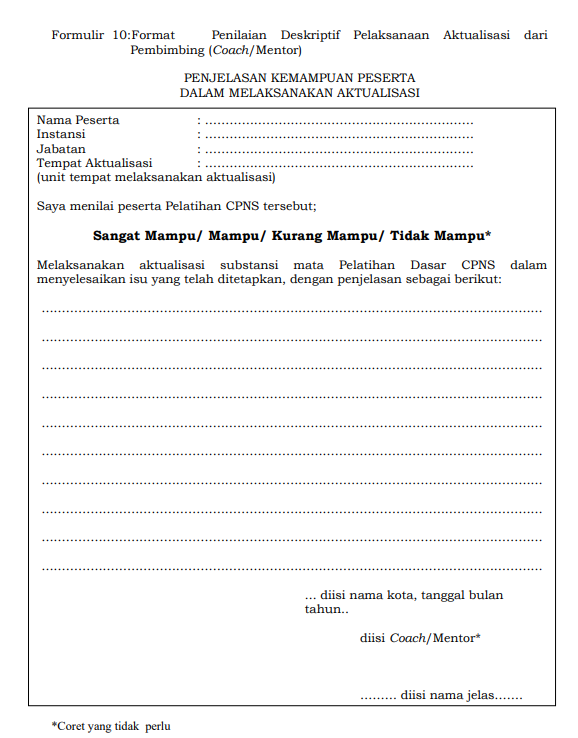 Formulir 10:Format Penilaian Deskriptif Pelaksanaan Aktualisasi dari
Pembimbing (Coach/Mentor)
PENJELASAN KEMAMPUAN PESERTA
DALAM MELAKSANAKAN AKTUALISASI
Nama Peserta : ……………………………………………………………
Instansi : ……………………………………………………………
Jabatan : ……………………………………………………………
Tempat Aktualisasi : ……………………………………………………………
(unit tempat melaksanakan aktualisasi)
Saya menilai peserta Pelatihan CPNS tersebut;
Sangat Mampu/ Mampu/ Kurang Mampu/ Tidak Mampu*
Melaksanakan aktualisasi substansi mata Pelatihan Dasar CPNS dalam
menyelesaikan isu yang telah ditetapkan, dengan penjelasan sebagai berikut:
………………………………………………………………………………………………
………………………………………………………………………………………………
………………………………………………………………………………………………
………………………………………………………………………………………………
………………………………………………………………………………………………
………………………………………………………………………………………………
………………………………………………………………………………………………
………………………………………………………………………………………………
………………………………………………………………………………………………
………………………………………………………………………………………………
... diisi nama kota, tanggal bulan
tahun..
diisi Coach/Mentor*
……... diisi nama jelas…....
*Coret yang tidak perlu